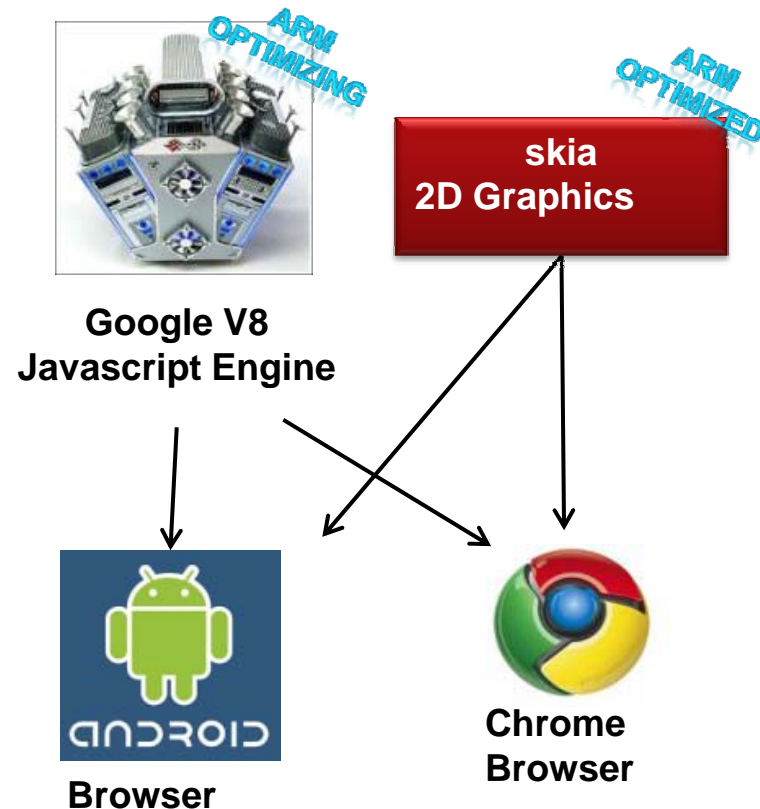 ARM
OPTIMIZING
ARM
OPTIMIZED
skia
2D Graphics
Google V8
Javascript Engine
ANDROID
Browser
Chrome
Browser